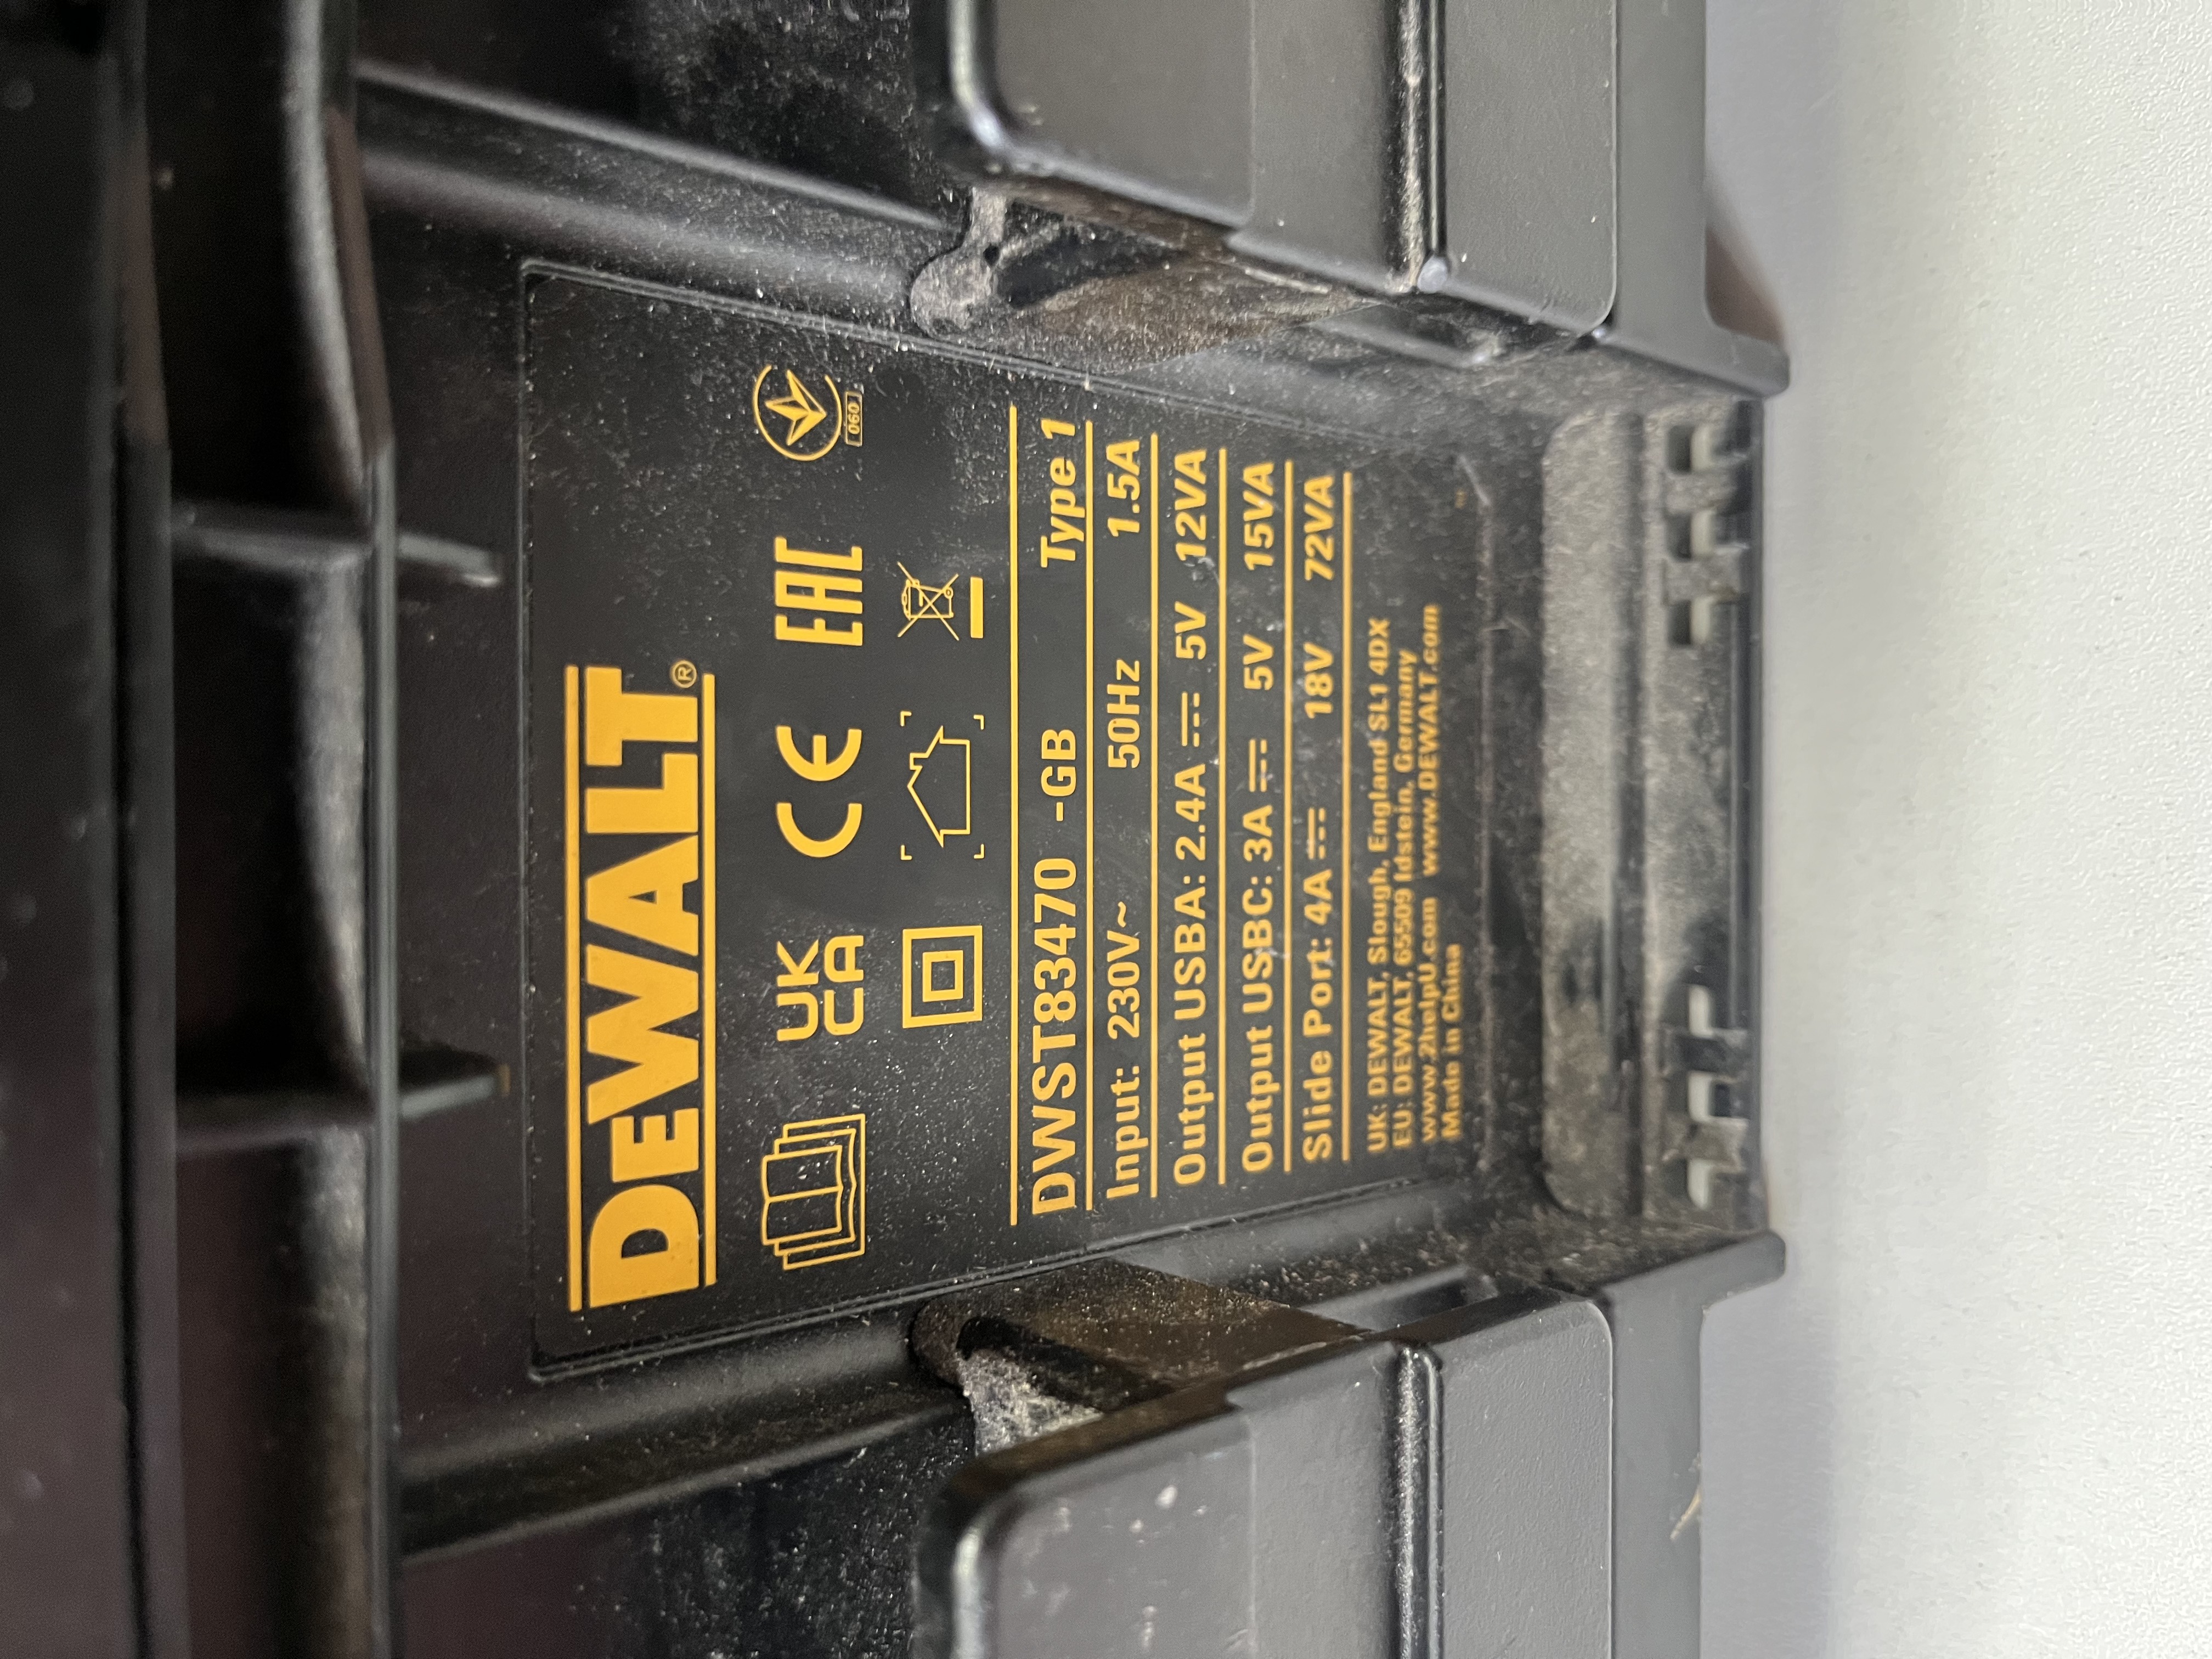 DEWALT®
UK CA CE EAC 090
DWST83470 -GB Type 1
Input: 230V~ 50Hz 1.5A
Output USBA: 2.4A ⎓ 5V 12VA
Output USBC: 3A ⎓ 5V 15VA
Slide Port: 4A ⎓ 18V 72VA
UK: DEWALT, Slough, England SL1 4DX
EU: DEWALT, 65509 Idstein, Germany
www.2helpU.com www.DEWALT.com
Made in China